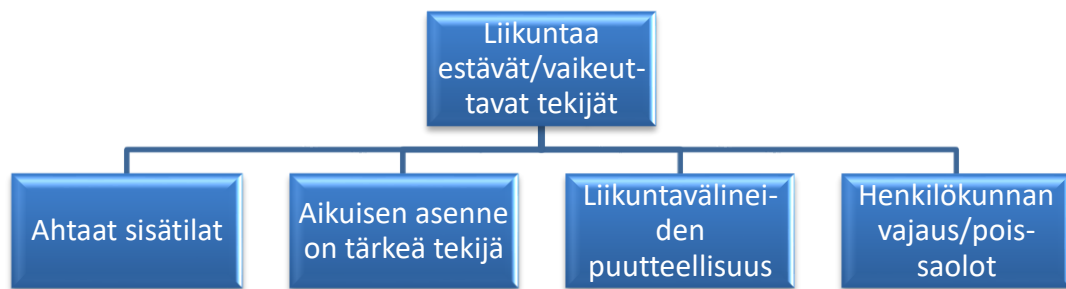 Liikuntaa
estävät/vaikeut-
tavat tekijät
Ahtaat sisätilat
Aikuisen asenne
on tärkeä tekijä
Liikuntavälinei-
den
puutteellisuus
Henkilökunnan
vajaus/pois-
saolot